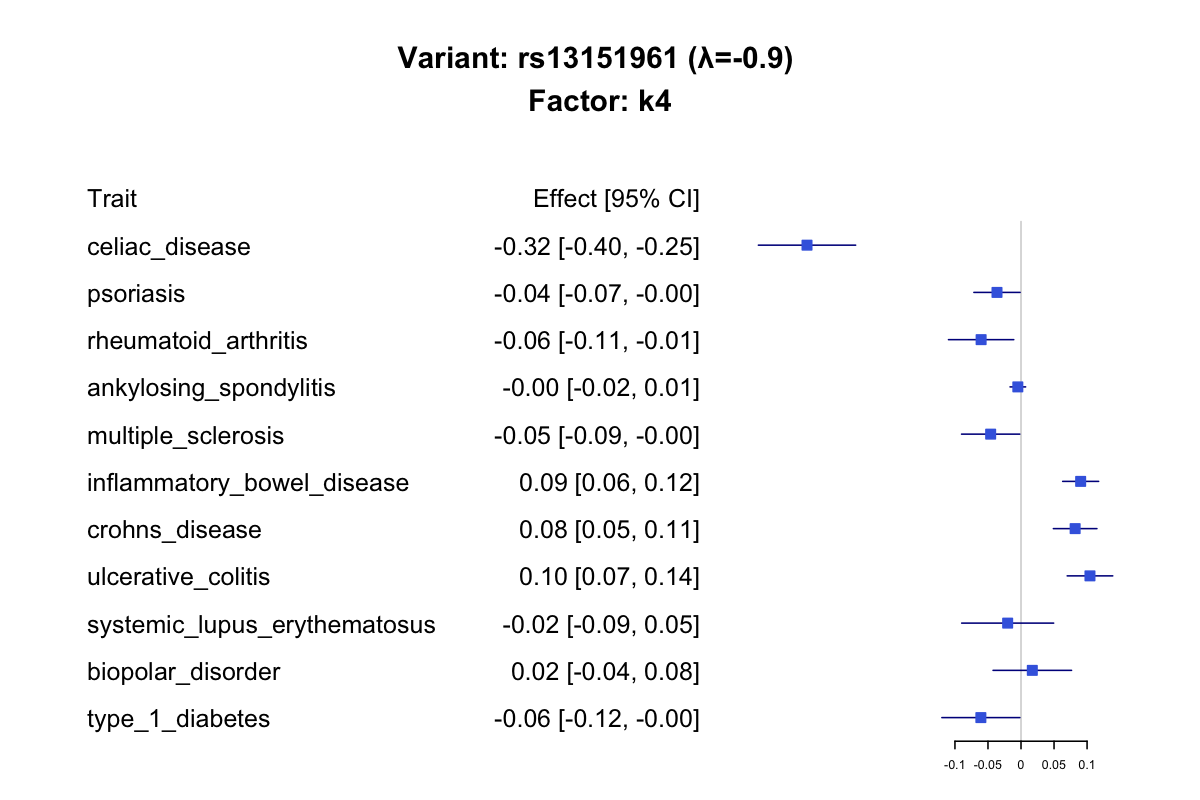 Variant: rs13151961 (λ=-0.9)
Factor: k4
Trait Effect [95% CI]
celiac_disease -0.32 [-0.40, -0.25]
psoriasis -0.04 [-0.07, -0.00]
rheumatoid_arthritis -0.06 [-0.11, -0.01]
ankylosing_spondylitis -0.00 [-0.02, 0.01]
multiple_sclerosis -0.05 [-0.09, -0.00]
inflammatory_bowel_disease 0.09 [0.06, 0.12]
crohns_disease 0.08 [0.05, 0.11]
ulcerative_colitis 0.10 [0.07, 0.14]
systemic_lupus_erythematosus -0.02 [-0.09, 0.05]
biopolar_disorder 0.02 [-0.04, 0.08]
type_1_diabetes -0.06 [-0.12, -0.00]
-0.1 -0.05 0 0.05 0.1